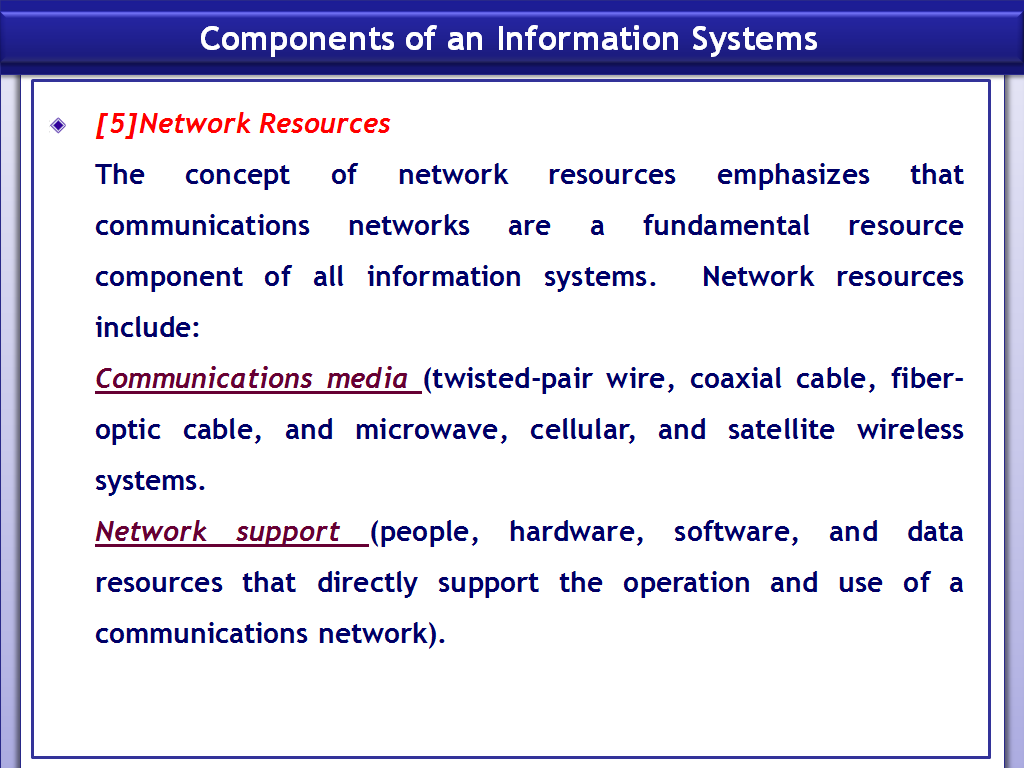 Components of an Information Systems
[5]Network Resources
The concept of network resources emphasizes that
communications networks are a fundamental resource
component of all information systems. Network resources
include:
Communications media (twisted-pair wire, coaxial cable, fiber-
optic cable, and microwave, cellular, and satellite wireless
systems.
Network support (people, hardware, software, and data
resources that directly support the operation and use of a
communications network).